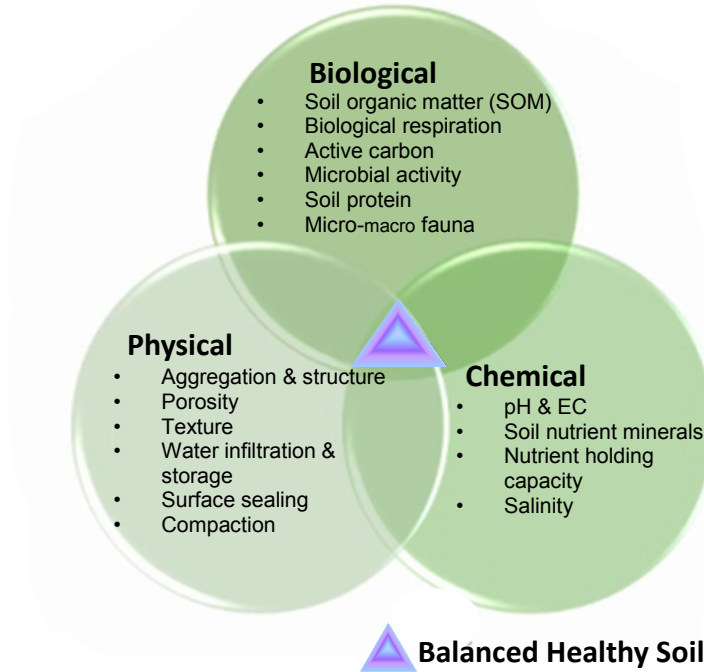 Biological
• Soil organic matter (SOM)
• Biological respiration
• Active carbon
• Microbial activity
• Soil protein
• Micro-macro fauna
Physical
• Aggregation & structure
• Porosity
• Texture
• Water infiltration &
storage
• Surface sealing
• Compaction
Chemical
• pH & EC
• Soil nutrient minerals
• Nutrient holding
capacity
• Salinity
Balanced Healthy Soil